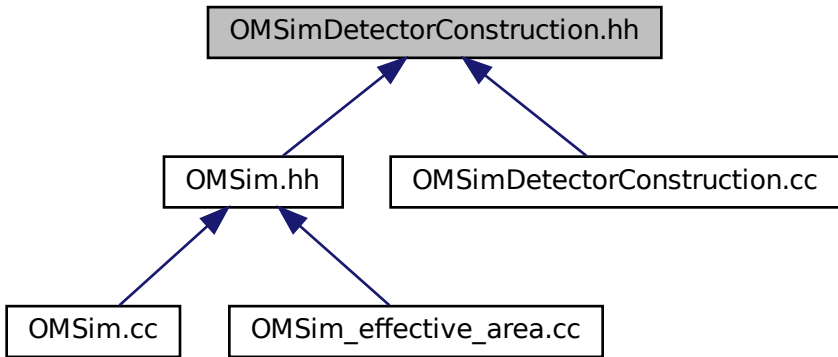 OMSimDetectorConstruction.hh
OMSim.hh
OMSimDetectorConstruction.cc
OMSim.cc
OMSim_effective_area.cc